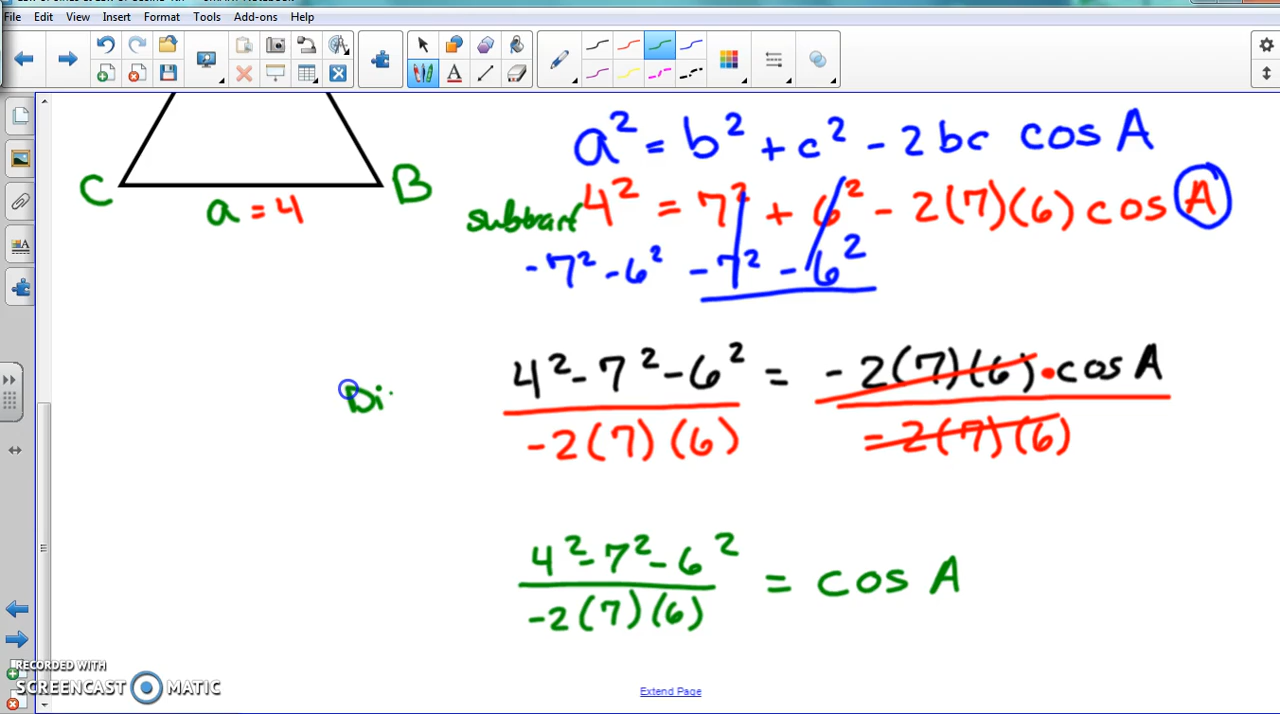 File Edit View Insert Format Tools Add-ons Help
a² = b² + c² - 2bc cos A
C B
a = 4
subtract 4² = 7² + 6² - 2(7)(6) cos A
-7² -6² -7² -6²
4² - 7² - 6² = -2(7)(6) • cos A
Di
-2(7)(6) -2(7)(6)
4² - 7² - 6² = cos A
-2(7)(6)
RECORDED WITH
SCREENCAST MATIC
Extend Page